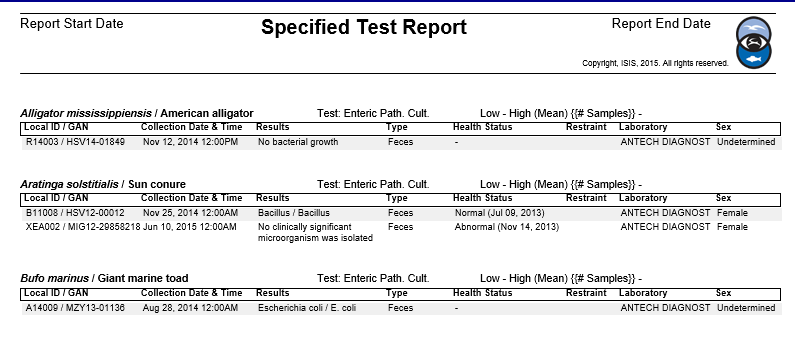 Report Start Date Specified Test Report Report End Date
Copyright, ISIS, 2015. All rights reserved.
Alligator mississippiensis / American alligator Test: Enteric Path. Cult. Low - High (Mean) {{# Samples}} -
Local ID / GAN Collection Date & Time Results Type Health Status Restraint Laboratory Sex
R14003 / HSV14-01849 Nov 12, 2014 12:00PM No bacterial growth Feces - ANTECH DIAGNOST Undetermined
Aratinga solstitialis / Sun conure Test: Enteric Path. Cult. Low - High (Mean) {{# Samples}} -
Local ID / GAN Collection Date & Time Results Type Health Status Restraint Laboratory Sex
B11008 / HSV12-00012 Nov 25, 2014 12:00AM Bacillus / Bacillus Feces Normal (Jul 09, 2013) ANTECH DIAGNOST Female
XEA002 / MIG12-29858218 Jun 10, 2015 12:00AM No clinically significant Feces Abnormal (Nov 14, 2013) ANTECH DIAGNOST Female
microorganism was isolated
Bufo marinus / Giant marine toad Test: Enteric Path. Cult. Low - High (Mean) {{# Samples}} -
Local ID / GAN Collection Date & Time Results Type Health Status Restraint Laboratory Sex
A14009 / MZY13-01136 Aug 28, 2014 12:00AM Escherichia coli / E. coli Feces - ANTECH DIAGNOST Undetermined